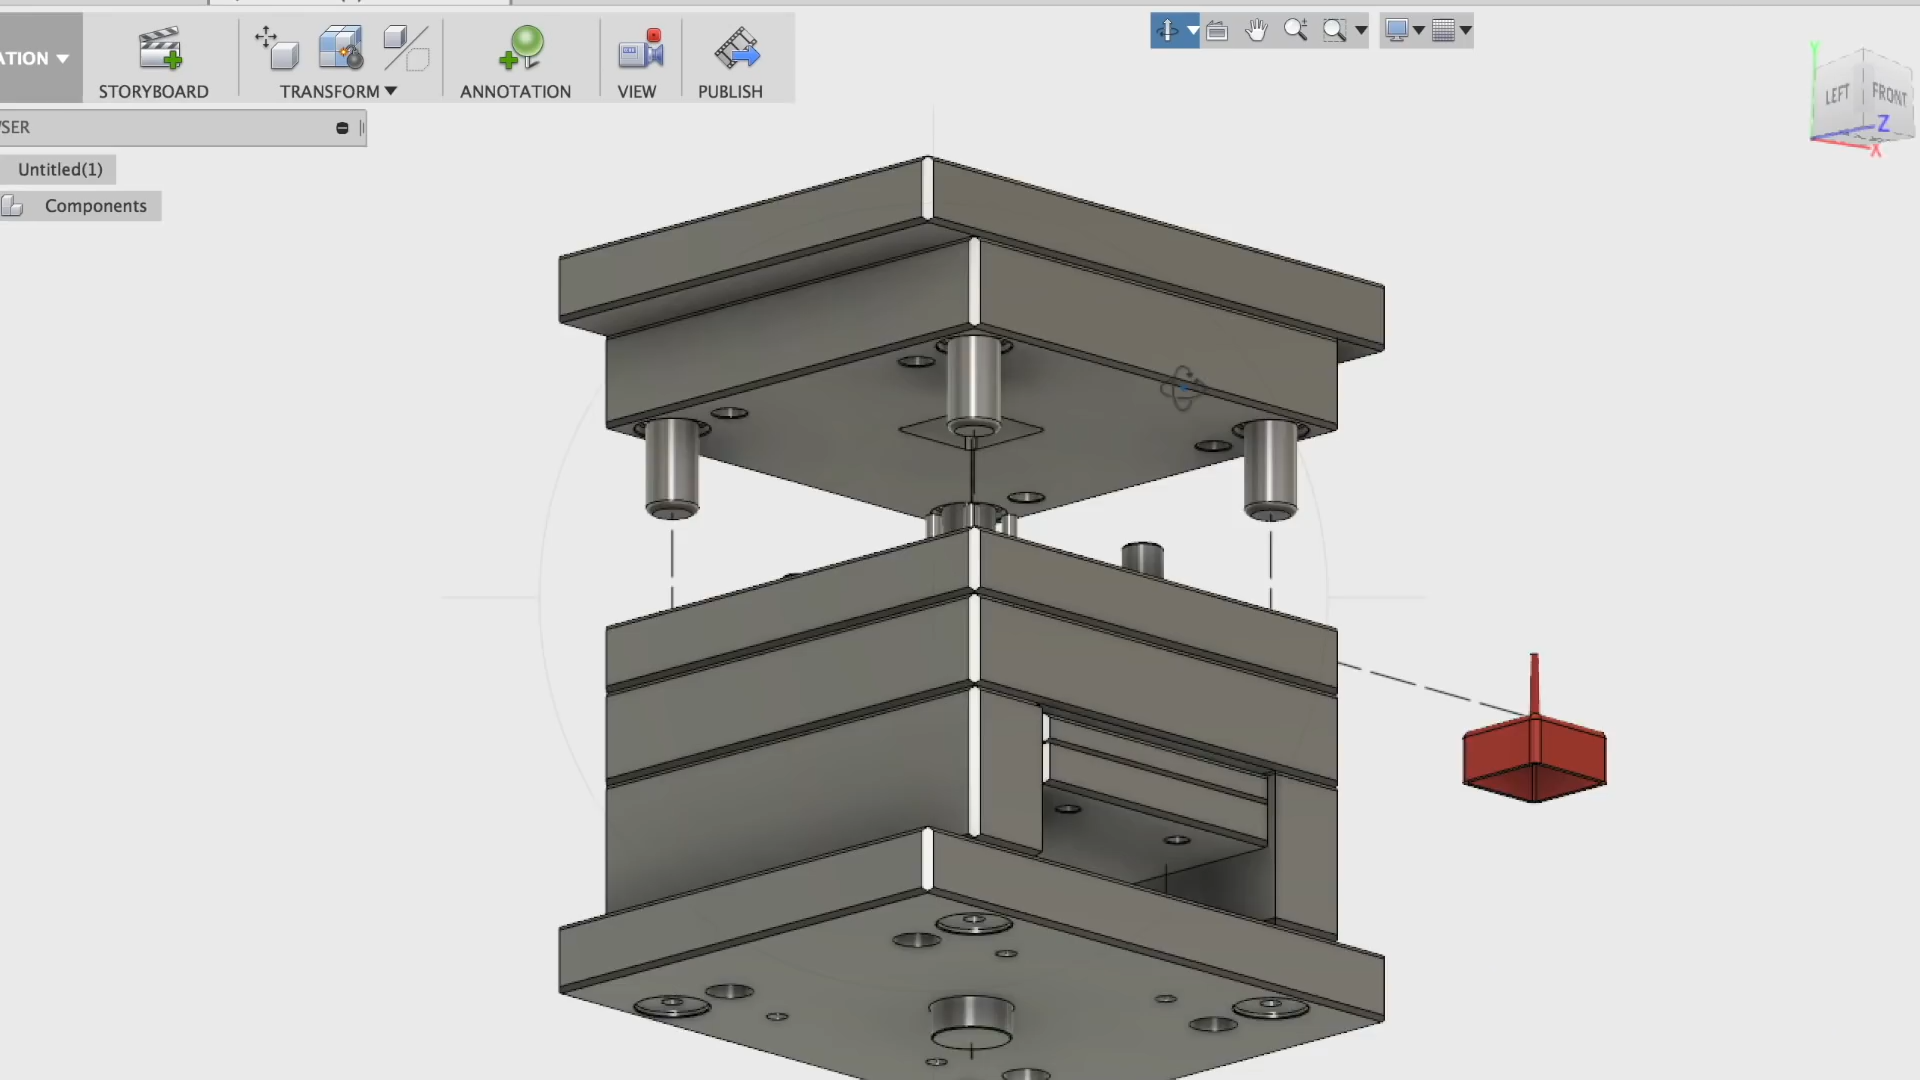 ATION
STORYBOARD
TRANSFORM
ANNOTATION
VIEW
PUBLISH
SER
Untitled(1)
Components
Y
LEFT
FRONT
Z
X